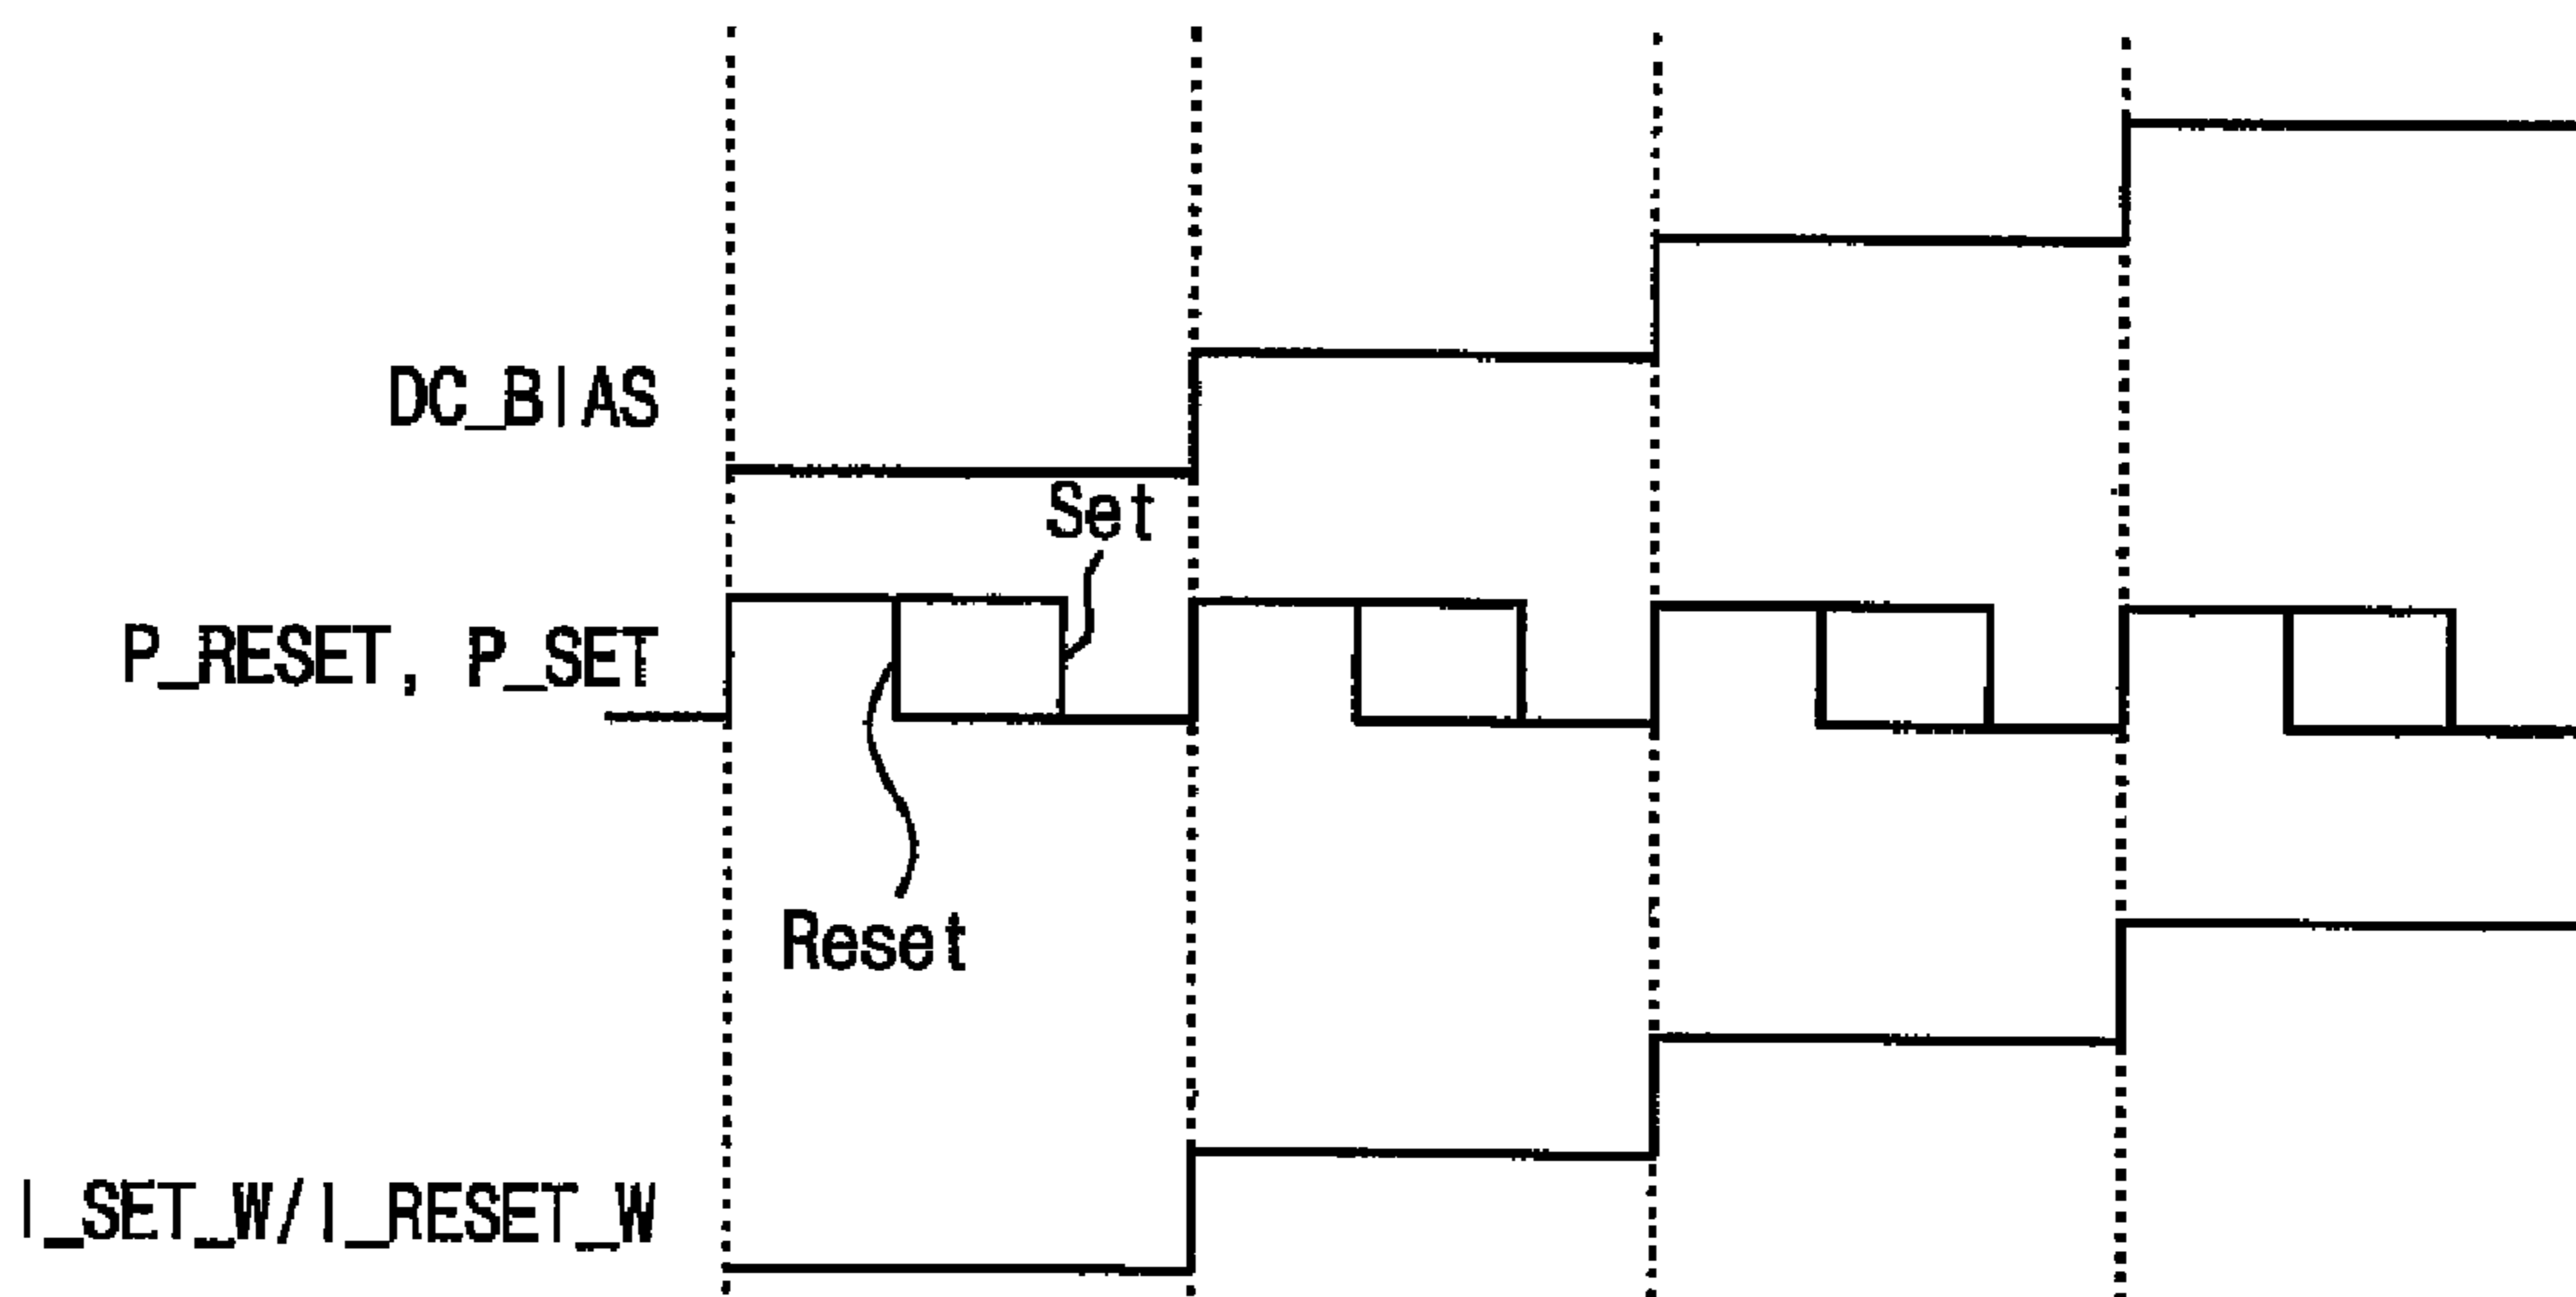 DC_BIAS
Set
P_RESET, P_SET
Reset
I_SET_W/I_RESET_W